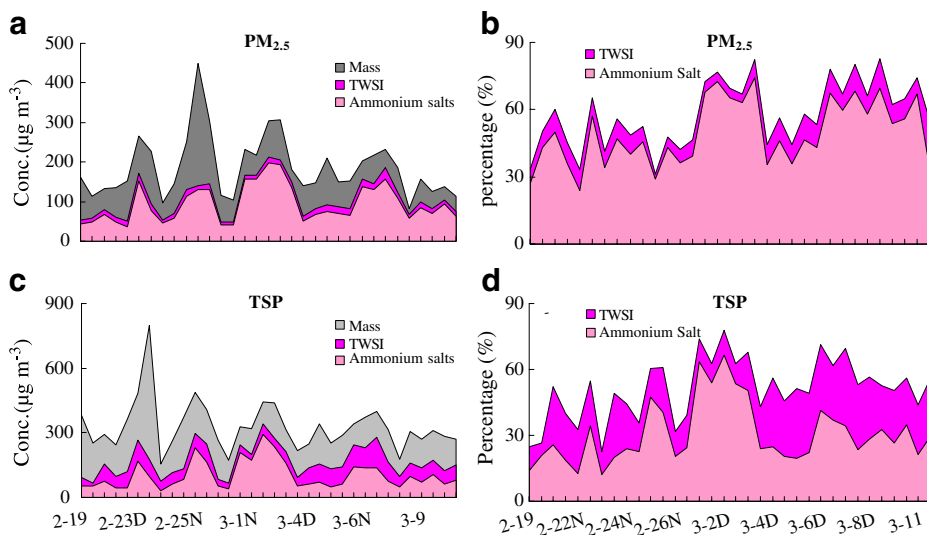 a
PM2.5
500
400
300
200
100
0
Conc.(μg m-3)
Mass
TWSI
Ammonium salts
b
PM2.5
90
60
30
0
percentage (%)
TWSI
Ammonium Salt
c
TSP
900
600
300
0
Conc.(μg m-3)
Mass
TWSI
Ammonium salts
2-19 2-23D 2-25N 3-1N 3-4D 3-6N 3-9
d
TSP
90
60
30
0
Percentage (%)
TWSI
Ammonium Salt
2-19 2-22N 2-24N 2-26N 3-2D 3-4D 3-6D 3-8D 3-11